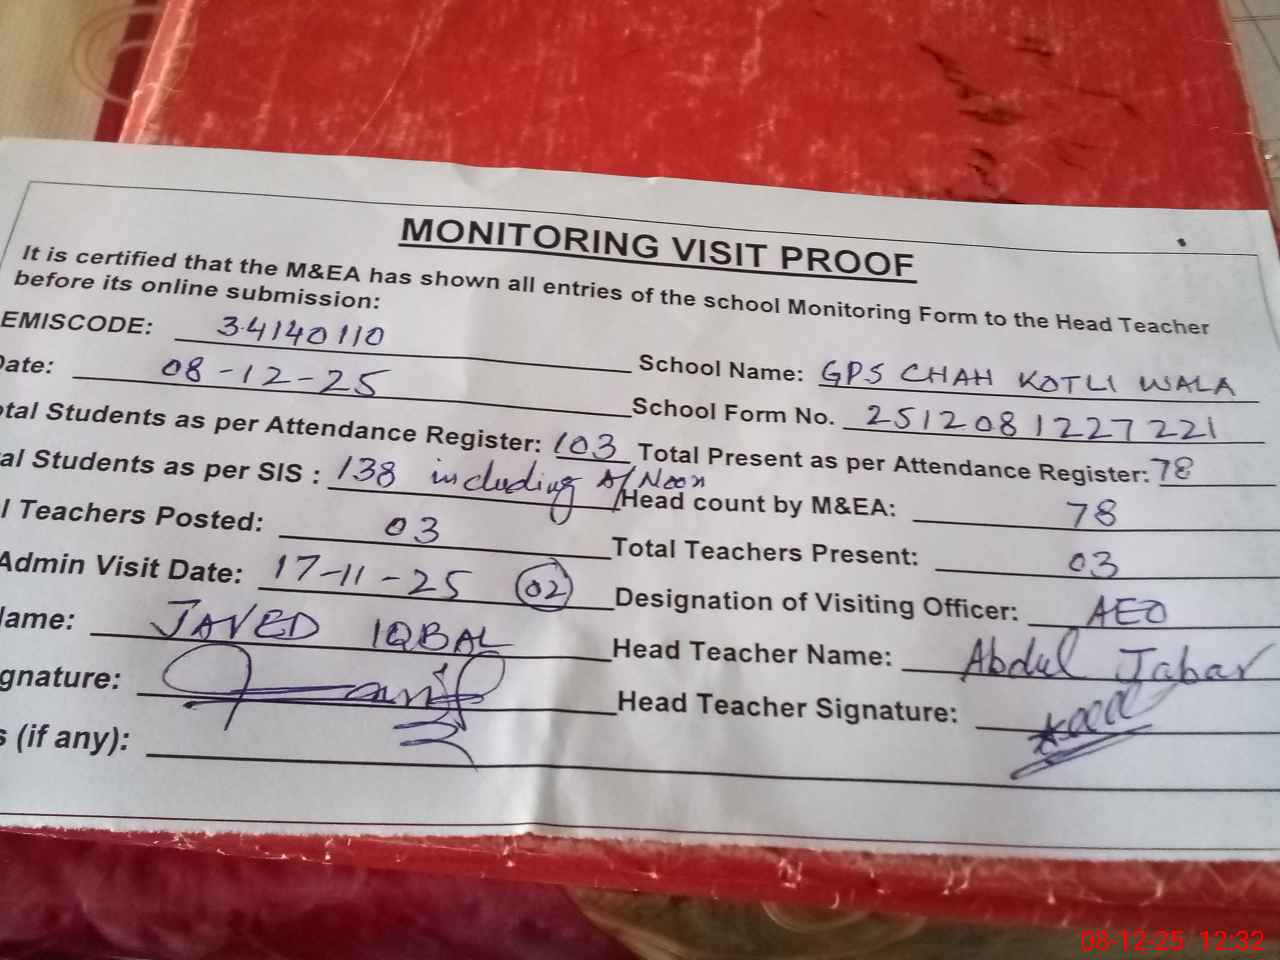 MONITORING VISIT PROOF
It is certified that the M&EA has shown all entries of the school Monitoring Form to the Head Teacher
before its online submission:
EMISCODE: 34140110
School Name: GPS CHAH KOTLI WALA
Date: 08-12-25
School Form No. 2512081227221
otal Students as per Attendance Register: 103
Total Present as per Attendance Register: 78
al Students as per SIS : 138 including A/Noon
Head count by M&EA: 78
l Teachers Posted: 03
Total Teachers Present: 03
Admin Visit Date: 17-11-25 02
Designation of Visiting Officer: AEO
lame: JAVED IQBAL
Head Teacher Name: Abdul Jabar
gnature:
Head Teacher Signature:
s (if any):
08-12-25 12:32